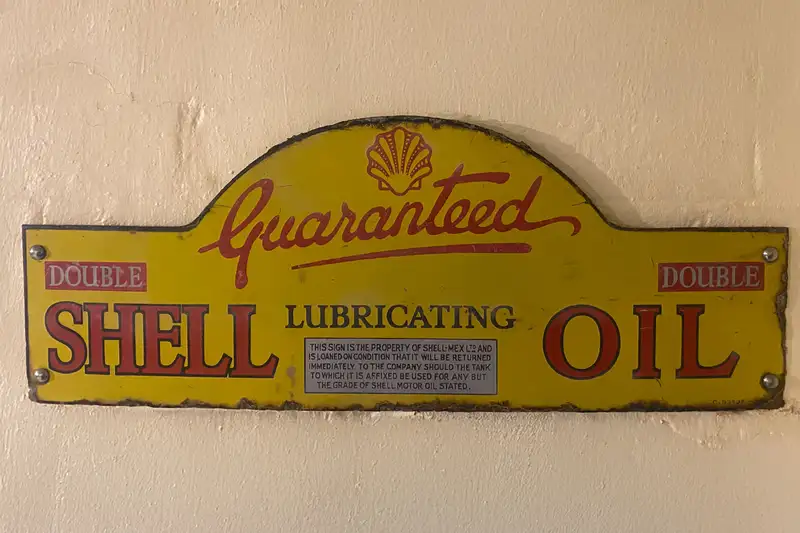 Guaranteed
DOUBLE DOUBLE
SHELL LUBRICATING OIL
THIS SIGN IS THE PROPERTY OF SHELL-MEX LTD AND
IS LOANED ON CONDITION THAT IT WILL BE RETURNED
IMMEDIATELY TO THE COMPANY SHOULD THE TANK
TO WHICH IT IS AFFIXED BE USED FOR ANY BUT
THE GRADE OF SHELL MOTOR OIL STATED.